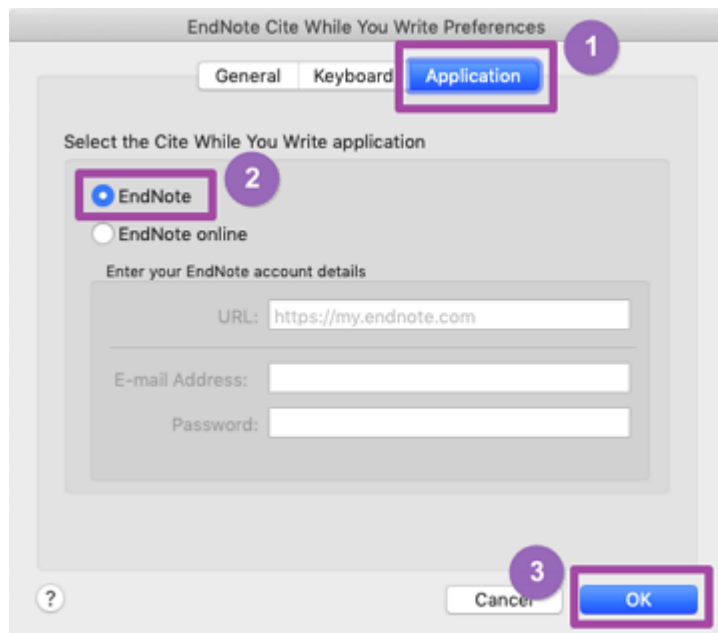 EndNote Cite While You Write Preferences
1
General Keyboard Application
Select the Cite While You Write application
2
EndNote
EndNote online
Enter your EndNote account details
URL: https://my.endnote.com
E-mail Address:
Password:
3
? Cancel OK